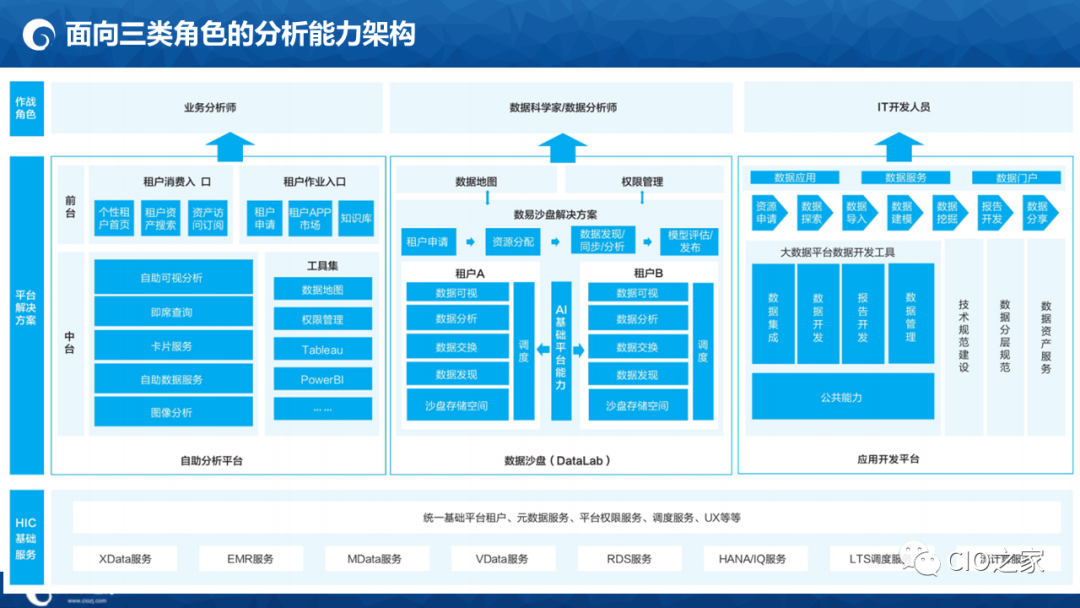 面向三类角色的分析能力架构
作战
角色
业务分析师
数据科学家/数据分析师
IT开发人员
平台
解决
方案
前台
租户消费入 口
个性租
户首页
租户资
产搜索
资产访
问订阅
租户作业入口
租户
申请
租户APP
市场
知识库
中台
自助可视分析
即席查询
卡片服务
自助数据服务
图像分析
工具集
数据地图
权限管理
Tableau
PowerBI
... ...
自助分析平台
数据地图
权限管理
数易沙盘解决方案
租户申请
资源分配
数据发现/
同步/分析
模型评估/
发布
租户A
数据可视
数据分析
数据交换
数据发现
沙盘存储空间
调度
AI基础平台能力
租户B
数据可视
数据分析
数据交换
数据发现
沙盘存储空间
调度
数据沙盘（DataLab）
数据应用
数据服务
数据门户
资源
申请
数据
探索
数据
导入
数据
建模
数据
挖掘
报告
开发
数据
分享
大数据平台数据开发工具
数据集成
数据开发
报告开发
数据管理
公共能力
技术规范建设
数据分层规范
数据资产服务
应用开发平台
HIC
基础
服务
统一基础平台租户、元数据服务、平台权限服务、调度服务、UX等等
XData服务
EMR服务
MData服务
VData服务
RDS服务
HANA/IQ服务
LTS调度服
CIO之家
www.ciozj.com